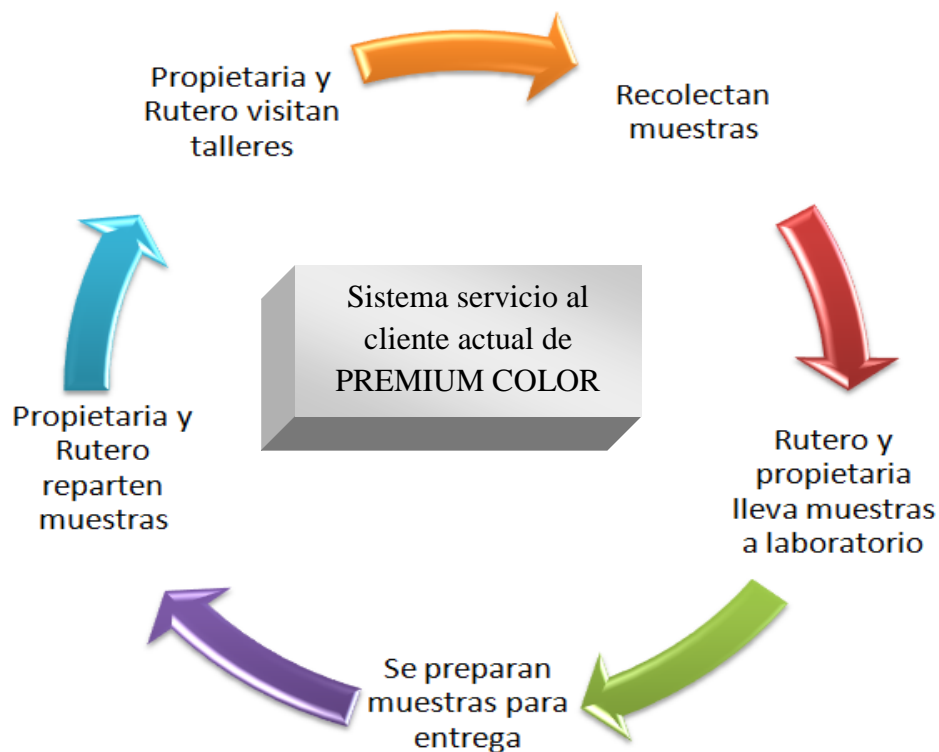 Propietaria y
Rutero visitan
talleres
Recolectan
muestras
Sistema servicio al
cliente actual de
PREMIUM COLOR
Rutero y
propietaria
lleva muestras
a laboratorio
Se preparan
muestras para
entrega
Propietaria y
Rutero
reparten
muestras